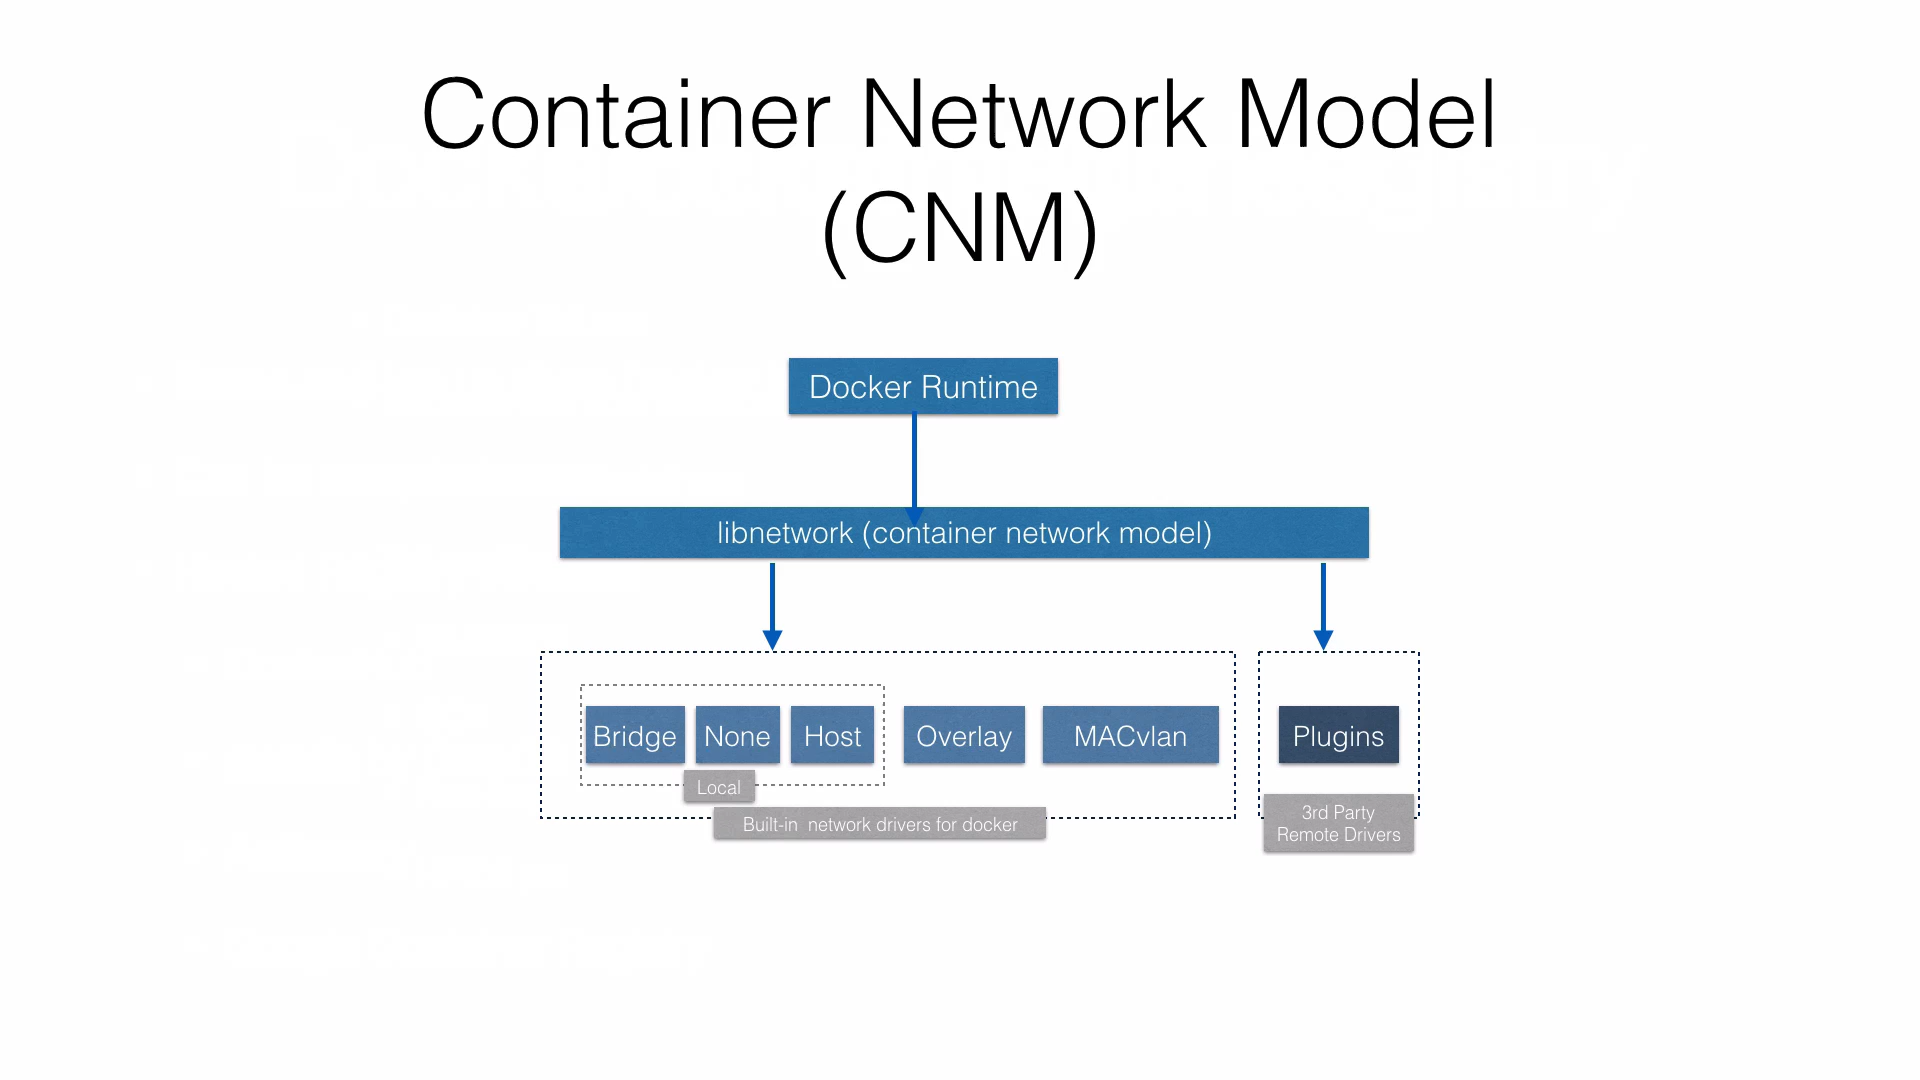 Container Network Model
(CNM)
Docker Runtime
libnetwork (container network model)
Bridge
None
Host
Overlay
MACvlan
Plugins
Local
Built-in  network drivers for docker
3rd Party
Remote Drivers